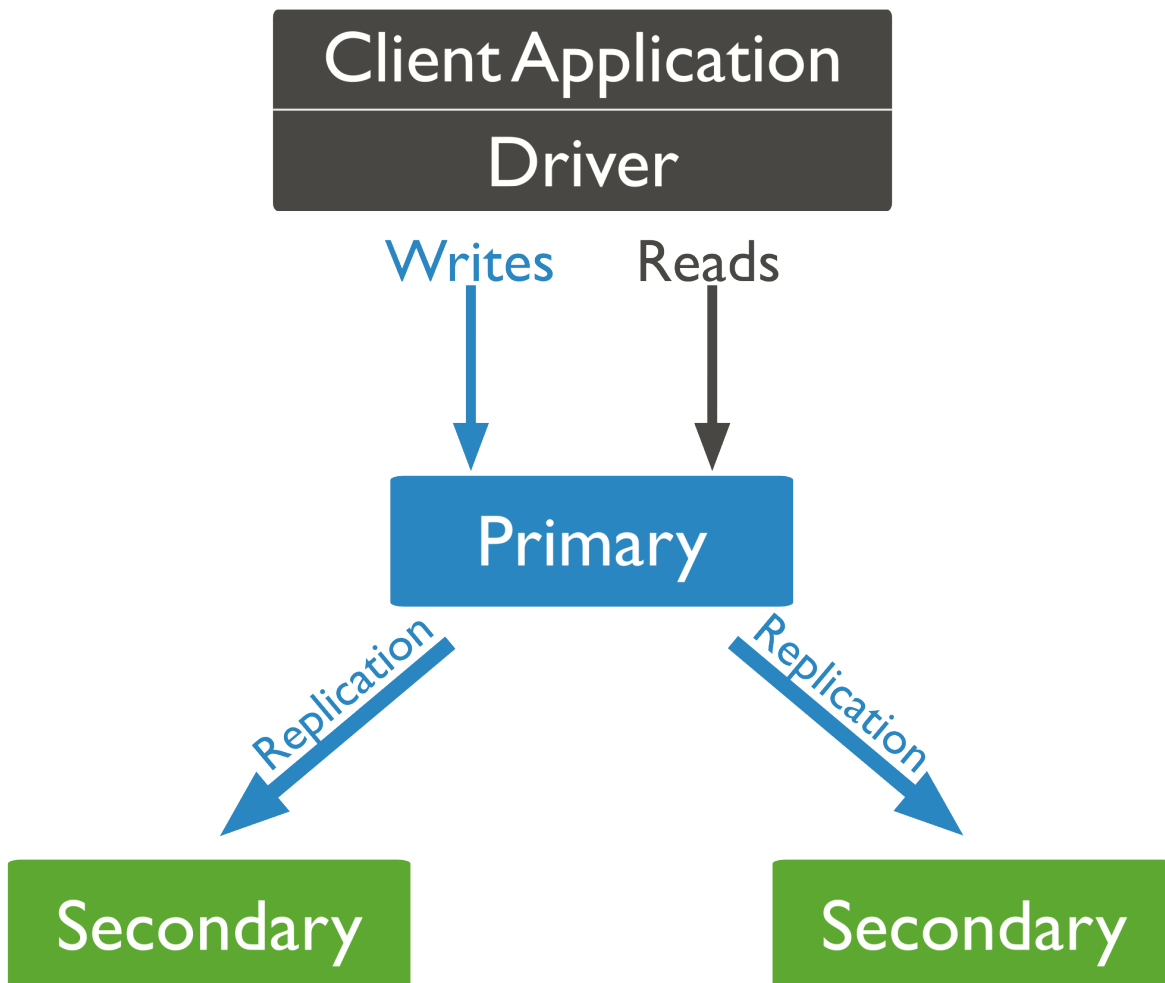 Client Application
Driver
Writes
Reads
Primary
Replication
Replication
Secondary
Secondary